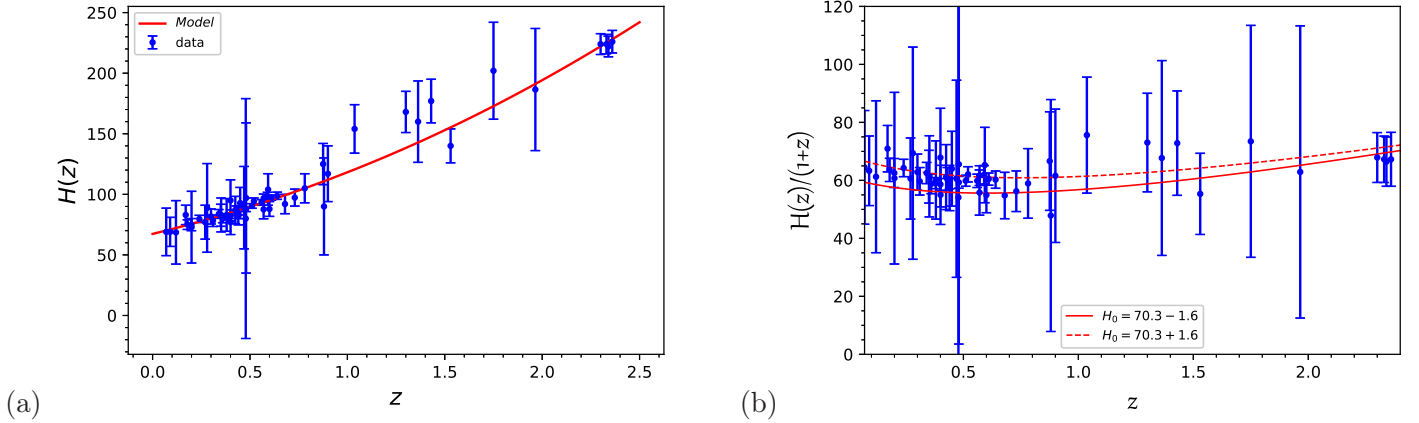 250
200
150
100
50
0
H(z)
Model
data
0.0 0.5 1.0 1.5 2.0 2.5
z
(a)
120
100
80
60
40
20
0
H(z)/(1+z)
H₀ = 70.3 − 1.6
H₀ = 70.3 + 1.6
0.5 1.0 1.5 2.0
z
(b)